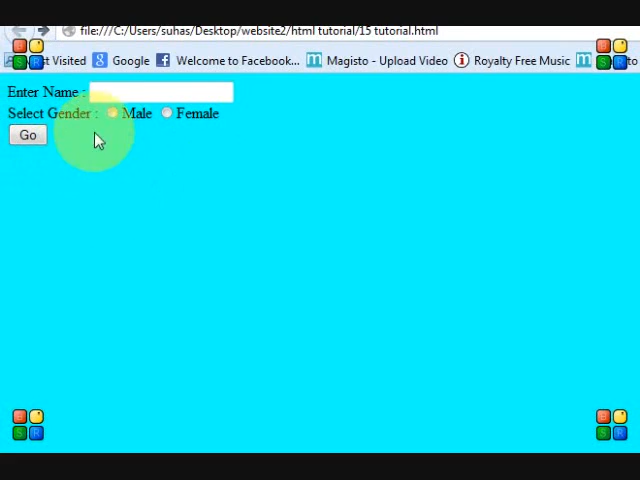 file:///C:/Users/suhas/Desktop/website2/html tutorial/15 tutorial.html
Visited Google Welcome to Facebook... Magisto - Upload Video Royalty Free Music
Enter Name :
Select Gender : Male Female
Go